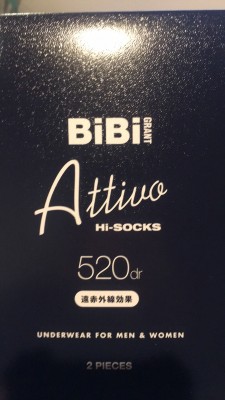 BiBi GRANT
Attivo
Hi-SOCKS
520dr
遠赤外線効果
UNDERWEAR FOR MEN & WOMEN
2 PIECES